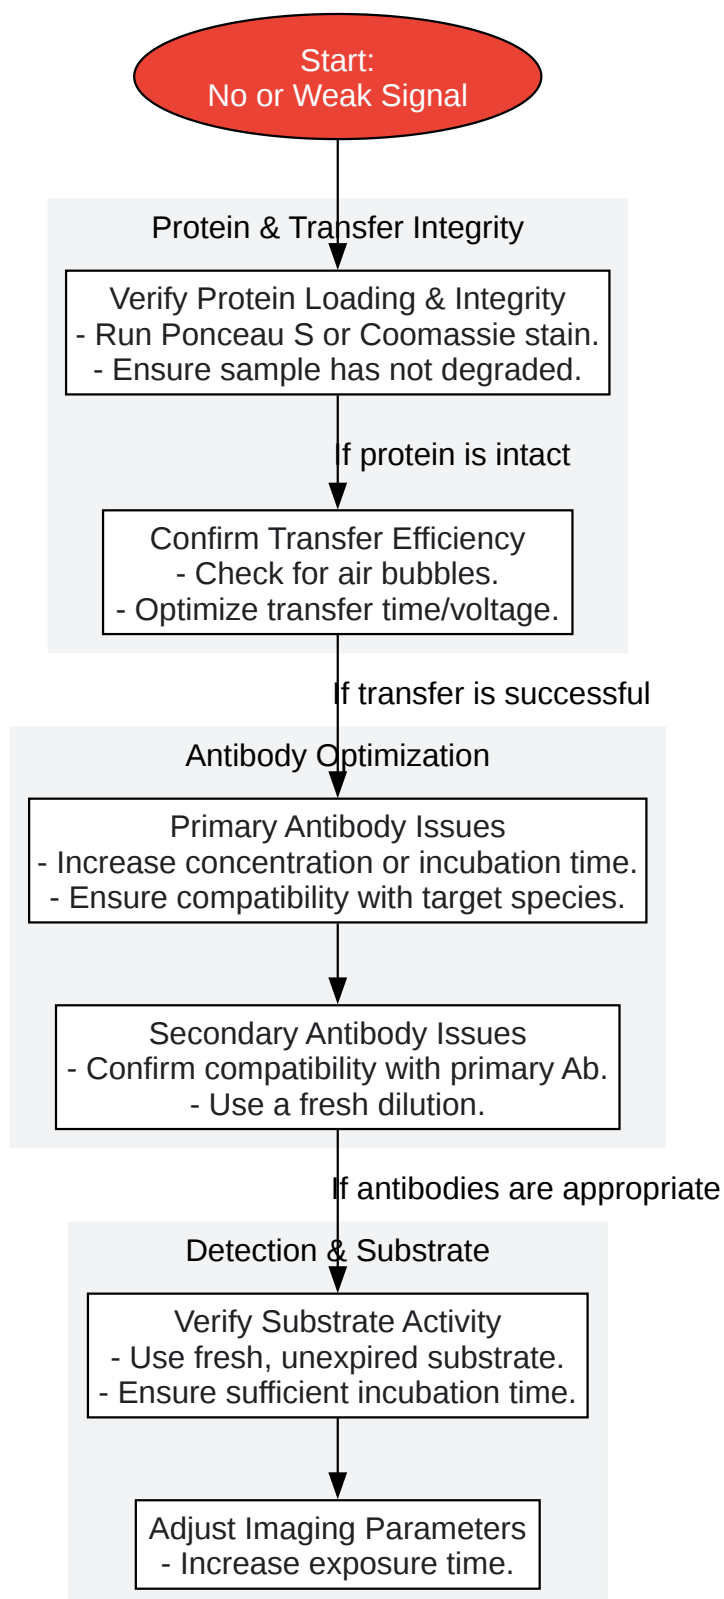 Start:
No or Weak Signal
Protein & Transfer Integrity
Verify Protein Loading & Integrity
- Run Ponceau S or Coomassie stain.
- Ensure sample has not degraded.
If protein is intact
Confirm Transfer Efficiency
- Check for air bubbles.
- Optimize transfer time/voltage.
If transfer is successful
Antibody Optimization
Primary Antibody Issues
- Increase concentration or incubation time.
- Ensure compatibility with target species.
Secondary Antibody Issues
- Confirm compatibility with primary Ab.
- Use a fresh dilution.
If antibodies are appropriate
Detection & Substrate
Verify Substrate Activity
- Use fresh, unexpired substrate.
- Ensure sufficient incubation time.
Adjust Imaging Parameters
- Increase exposure time.